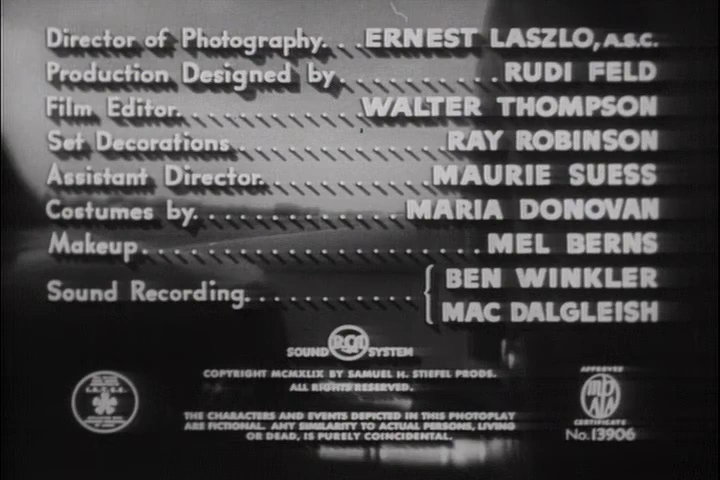 Director of Photography. . . ERNEST LASZLO, A.S.C.
Production Designed by. . . . . . . . . . RUDI FELD
Film Editor. . . . . . . . . . . . . WALTER THOMPSON
Set Decorations . . . . . . . . . . . . . . . RAY ROBINSON
Assistant Director. . . . . . . . . . . . MAURIE SUESS
Costumes by. . . . . . . . . . . . . MARIA DONOVAN
Makeup . . . . . . . . . . . . . . . . . . . . . MEL BERNS
Sound Recording. . . . . . . . . . . { BEN WINKLER
MAC DALGLEISH
SOUND RCA SYSTEM
COPYRIGHT MCMXLIX BY SAMUEL H. STIEFEL PRODS.
ALL RIGHTS RESERVED.
I.A.T.S.E.
THE CHARACTERS AND EVENTS DEPICTED IN THIS PHOTOPLAY
ARE FICTIONAL. ANY SIMILARITY TO ACTUAL PERSONS, LIVING
OR DEAD, IS PURELY COINCIDENTAL.
APPROVED
CERTIFICATE
No. 13906